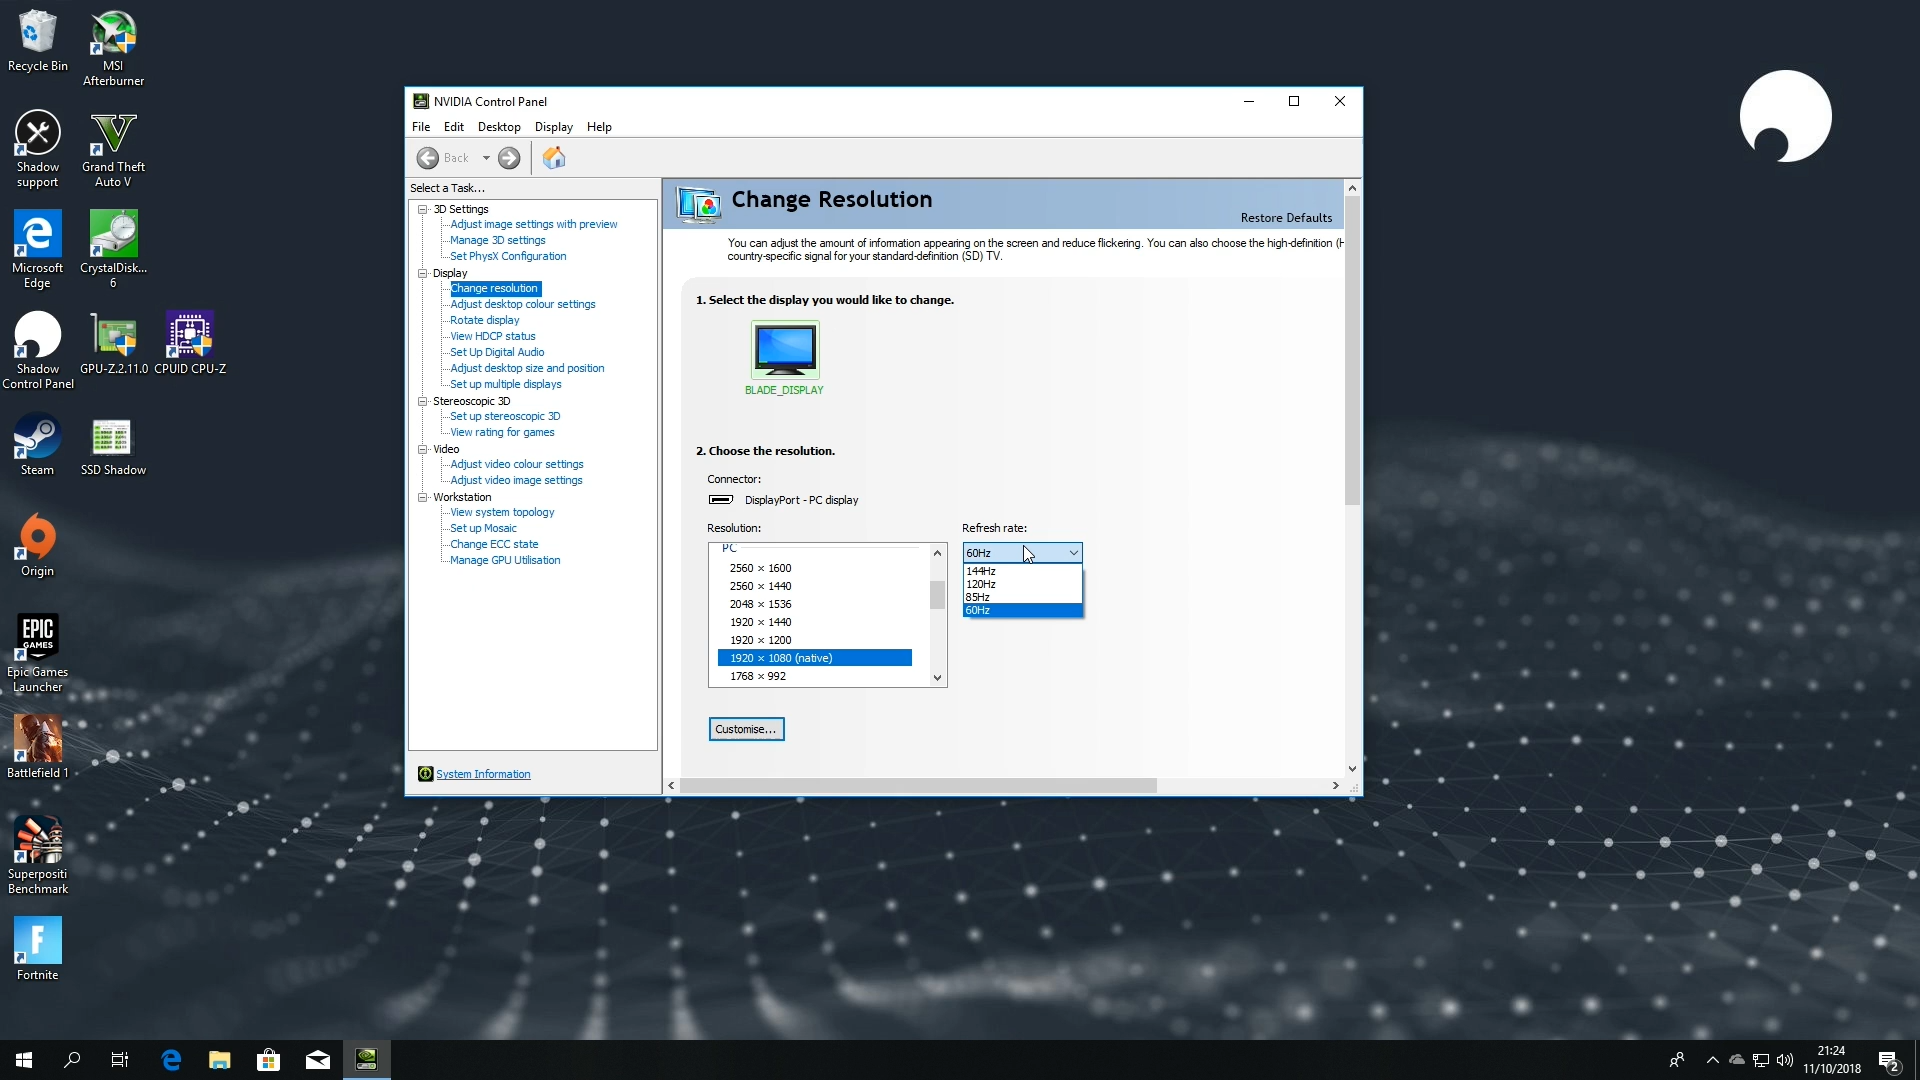 Recycle Bin
MSI
Afterburner
Shadow
support
Grand Theft
Auto V
Microsoft
Edge
CrystalDisk...
6
Shadow
Control Panel
GPU-Z.2.11.0
CPUID CPU-Z
Steam
SSD Shadow
Origin
EPIC
GAMES
Epic Games
Launcher
Battlefield 1
Superpositi
Benchmark
Fortnite
NVIDIA Control Panel
File Edit Desktop Display Help
Back
Select a Task...
3D Settings
Adjust image settings with preview
Manage 3D settings
Set PhysX Configuration
Display
Change resolution
Adjust desktop colour settings
Rotate display
View HDCP status
Set Up Digital Audio
Adjust desktop size and position
Set up multiple displays
Stereoscopic 3D
Set up stereoscopic 3D
View rating for games
Video
Adjust video colour settings
Adjust video image settings
Workstation
View system topology
Set up Mosaic
Change ECC state
Manage GPU Utilisation
System Information
Change Resolution
Restore Defaults
You can adjust the amount of information appearing on the screen and reduce flickering. You can also choose the high-definition (H
country-specific signal for your standard-definition (SD) TV.
1. Select the display you would like to change.
BLADE_DISPLAY
2. Choose the resolution.
Connector:
DisplayPort - PC display
Resolution:
PC
2560 × 1600
2560 × 1440
2048 × 1536
1920 × 1440
1920 × 1200
1920 × 1080 (native)
1768 × 992
Refresh rate:
60Hz
144Hz
120Hz
85Hz
60Hz
Customise...
21:24
11/10/2018
2